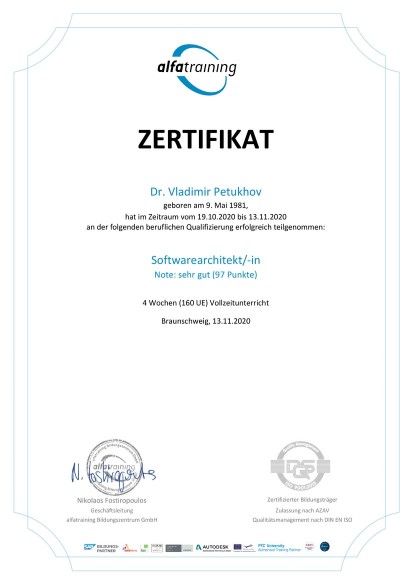 alfatraining
ZERTIFIKAT
Dr. Vladimir Petukhov
geboren am 9. Mai 1981,
hat im Zeitraum vom 19.10.2020 bis 13.11.2020
an der folgenden beruflichen Qualifizierung erfolgreich teilgenommen:
Softwarearchitekt/-in
Note: sehr gut (97 Punkte)
4 Wochen (160 UE) Vollzeitunterricht
Braunschweig, 13.11.2020
alfatraining
Nikolaos Fostiropoulos
Geschäftsleitung
alfatraining Bildungszentrum GmbH
Zertifizierter Bildungsträger
Zulassung nach AZAV
Qualitätsmanagement nach DIN EN ISO
SAP BILDUNGS-PARTNER
AUTODESK
PTC University